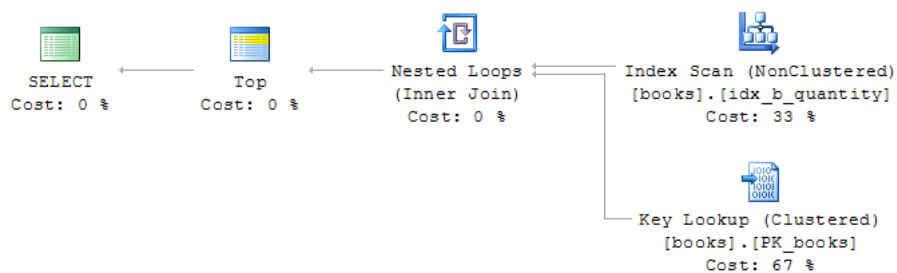 SELECT
Cost: 0 %
Top
Cost: 0 %
Nested Loops
(Inner Join)
Cost: 0 %
Index Scan (NonClustered)
[books].[idx_b_quantity]
Cost: 33 %
Key Lookup (Clustered)
[books].[PK_books]
Cost: 67 %